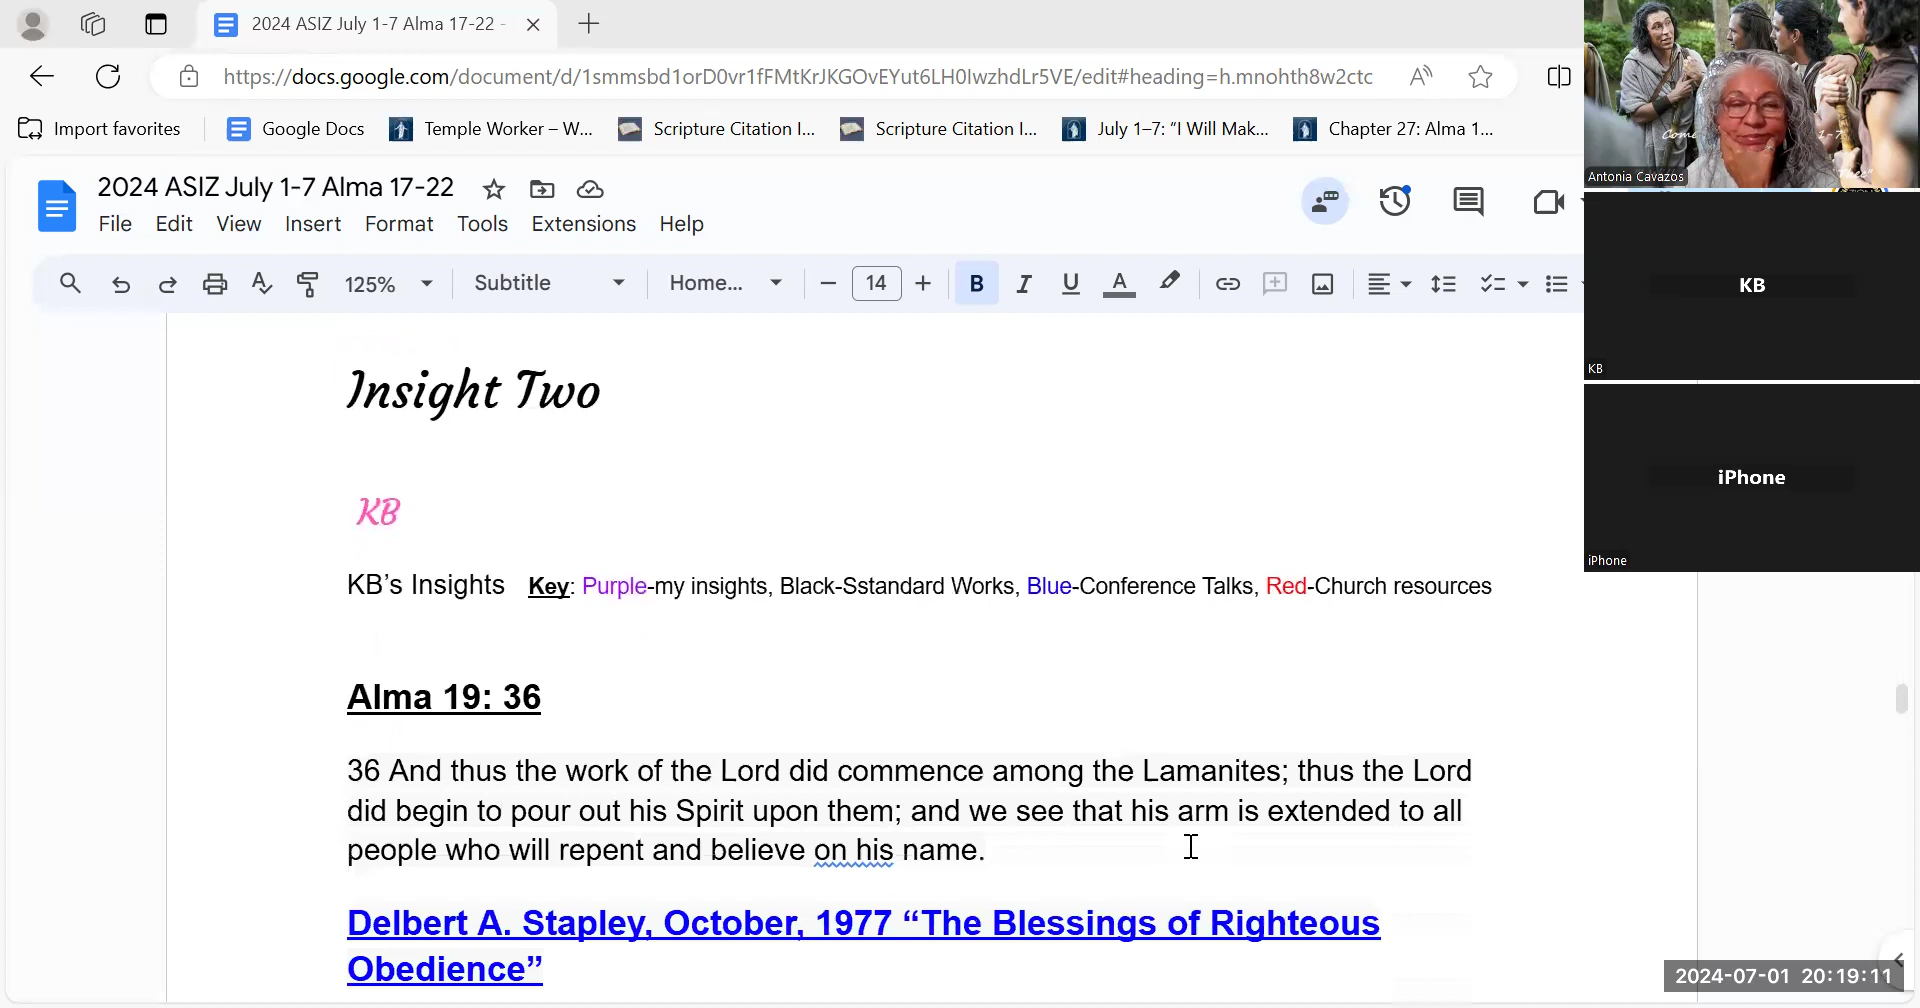 2024 ASIZ July 1-7 Alma 17-22 -
https://docs.google.com/document/d/1smmsbd1orD0vr1fFMtKrJKGOvEYut6LH0IwzhdLr5VE/edit#heading=h.mnohth8w2ctc
Import favorites
Google Docs
Temple Worker – W...
Scripture Citation I...
Scripture Citation I...
July 1–7: “I Will Mak...
Chapter 27: Alma 1...
2024 ASIZ July 1-7 Alma 17-22
File Edit View Insert Format Tools Extensions Help
125% Subtitle Home... 14 B I U A
Insight Two
KB
KB’s Insights Key: Purple-my insights, Black-Sstandard Works, Blue-Conference Talks, Red-Church resources
Alma 19: 36
36 And thus the work of the Lord did commence among the Lamanites; thus the Lord
did begin to pour out his Spirit upon them; and we see that his arm is extended to all
people who will repent and believe on his name.
Delbert A. Stapley, October, 1977 “The Blessings of Righteous
Obedience”
Come
1-7
Antonia Cavazos
KB
KB
iPhone
iPhone
2024-07-01 20:19:11